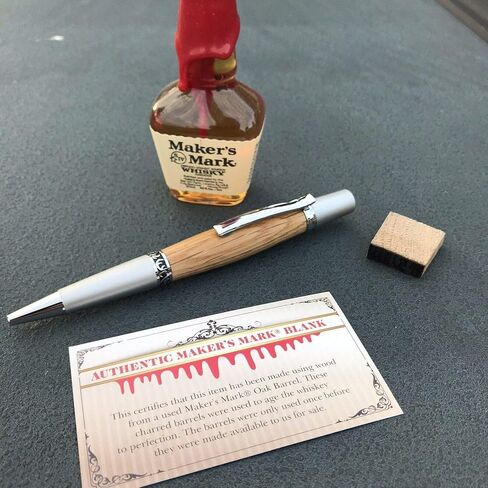 Maker's
Mark
WHISKY
AUTHENTIC MAKER'S MARK® BLANK
This certifies that this item has been made using wood
from a used Maker's Mark® Oak Barrel. These
charred barrels were used to age the whiskey
to perfection. The barrels were only used once before
they were made available to us for sale.